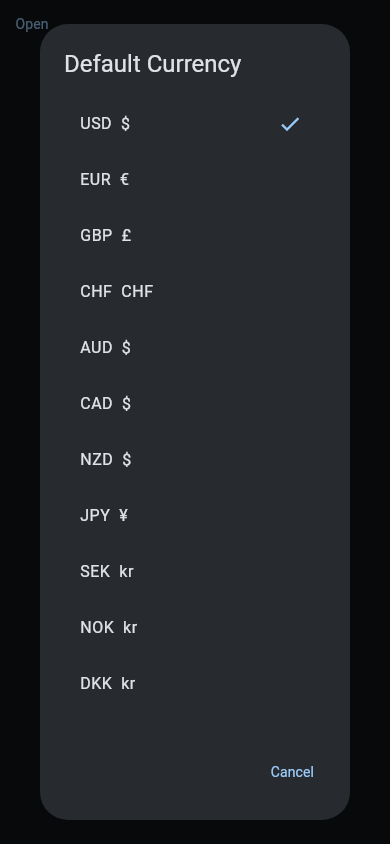 Open
Default Currency
USD $
EUR €
GBP £
CHF CHF
AUD $
CAD $
NZD $
JPY ¥
SEK kr
NOK kr
DKK kr
Cancel